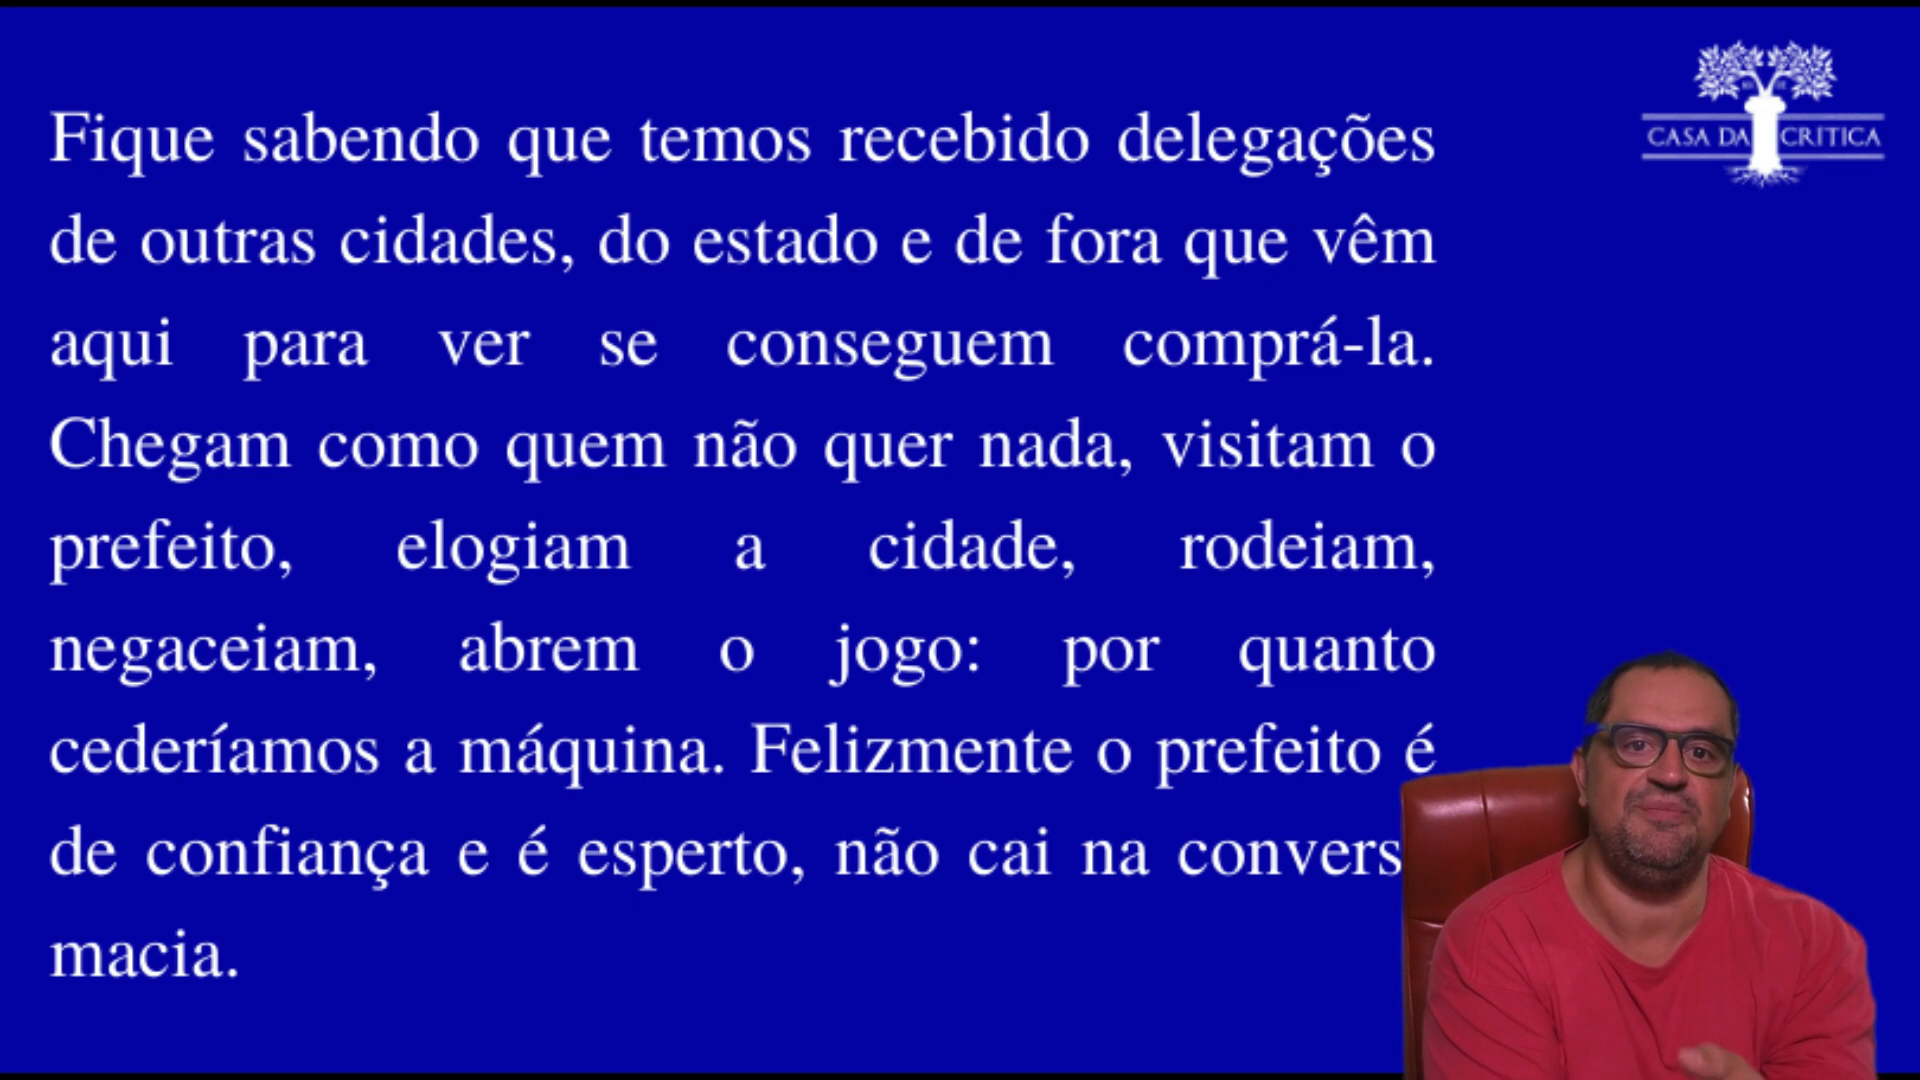 Fique sabendo que temos recebido delegações
de outras cidades, do estado e de fora que vêm
aqui para ver se conseguem comprá-la.
Chegam como quem não quer nada, visitam o
prefeito, elogiam a cidade, rodeiam,
negaceiam, abrem o jogo: por quanto
cederíamos a máquina. Felizmente o prefeito é
de confiança e é esperto, não cai na convers
macia.
CASA DA CRÍTICA